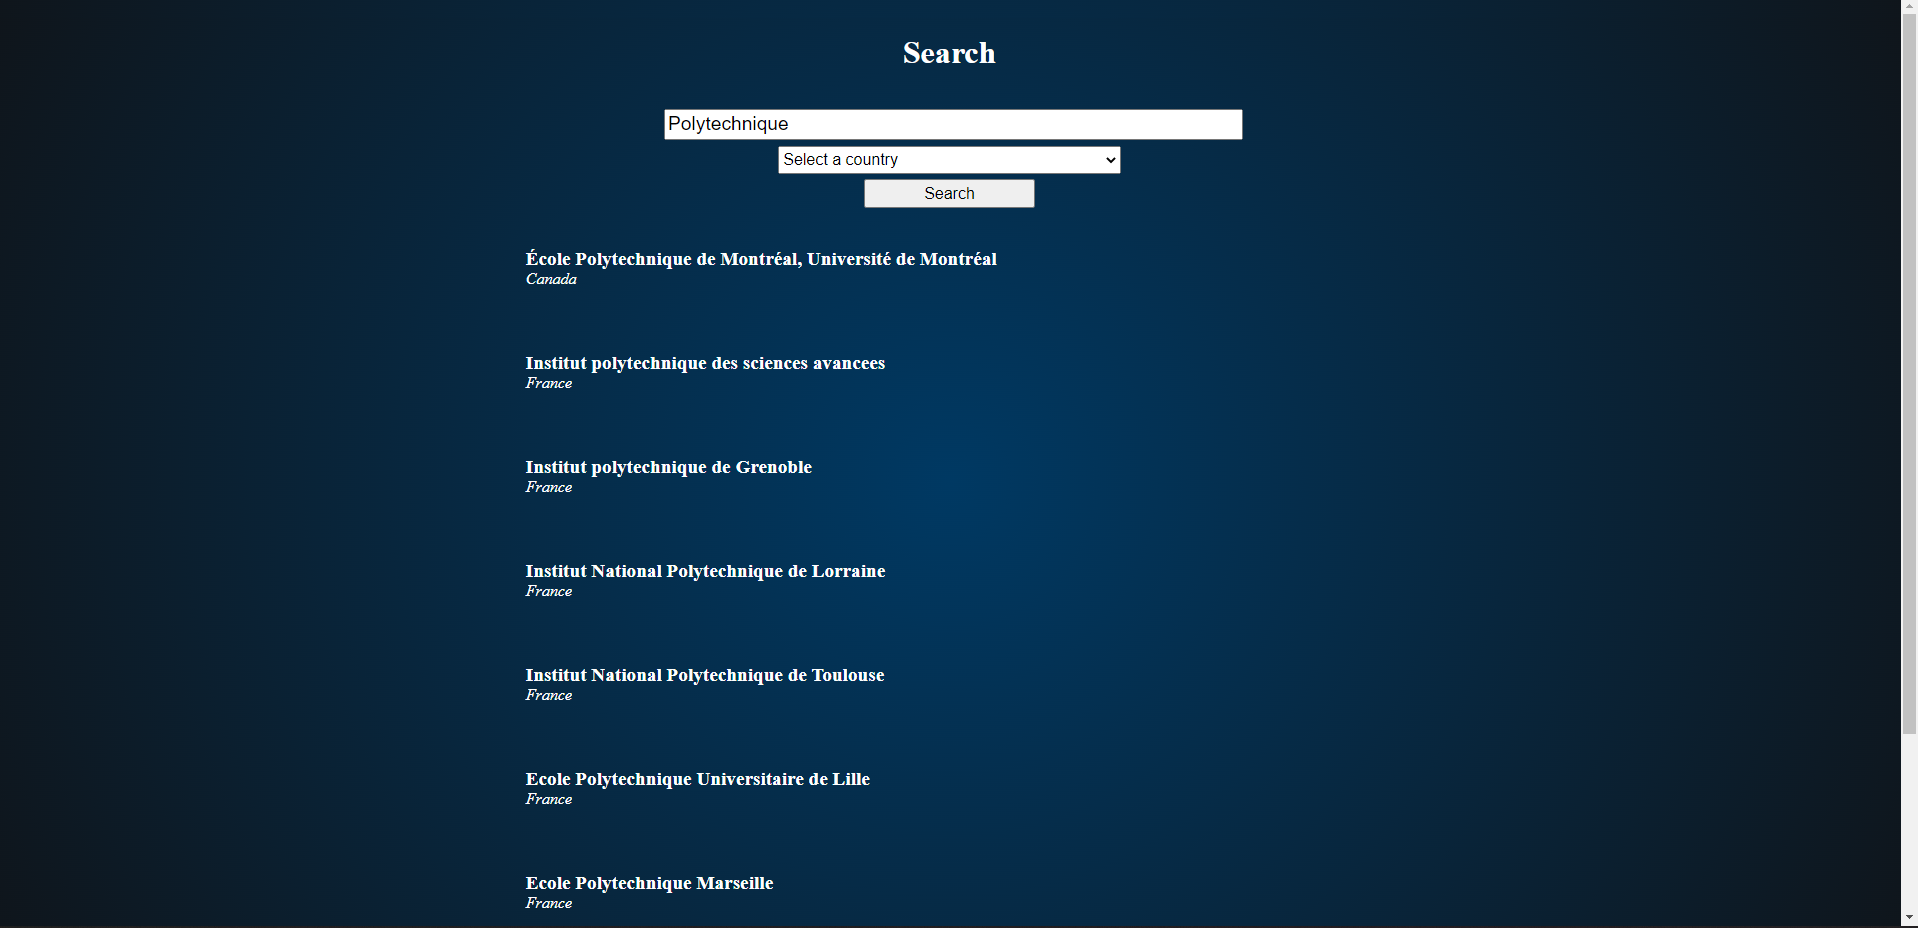 Search
Polytechnique
Select a country
Search
École Polytechnique de Montréal, Université de Montréal
Canada
Institut polytechnique des sciences avancees
France
Institut polytechnique de Grenoble
France
Institut National Polytechnique de Lorraine
France
Institut National Polytechnique de Toulouse
France
Ecole Polytechnique Universitaire de Lille
France
Ecole Polytechnique Marseille
France